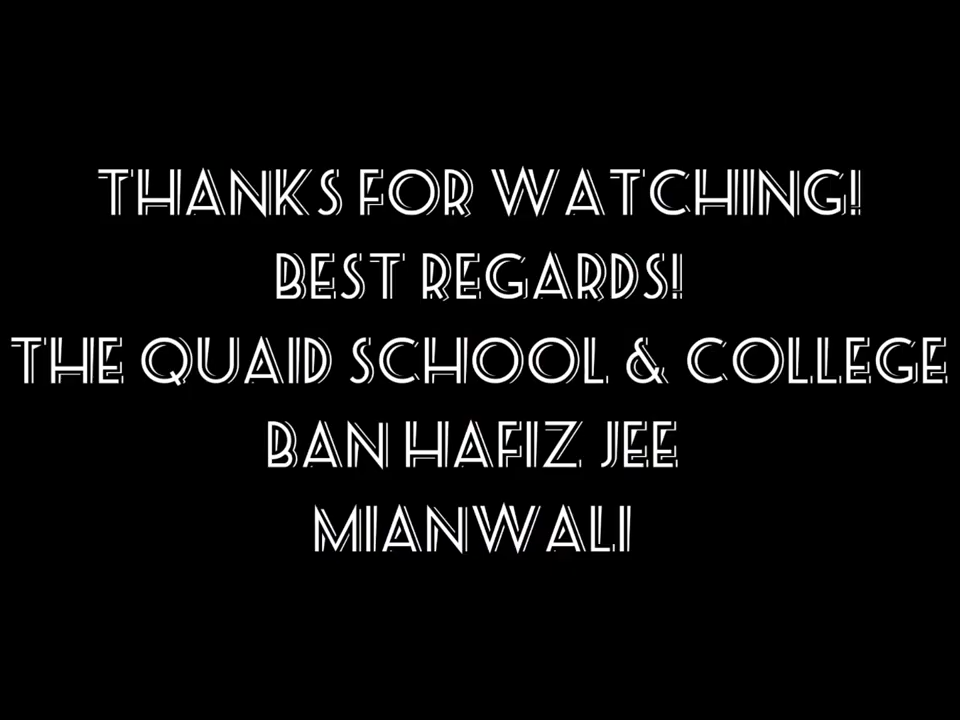 THANKS FOR WATCHING!
BEST REGARDS!
THE QUAID SCHOOL & COLLEGE
BAN HAFIZ JEE
MIANWALI